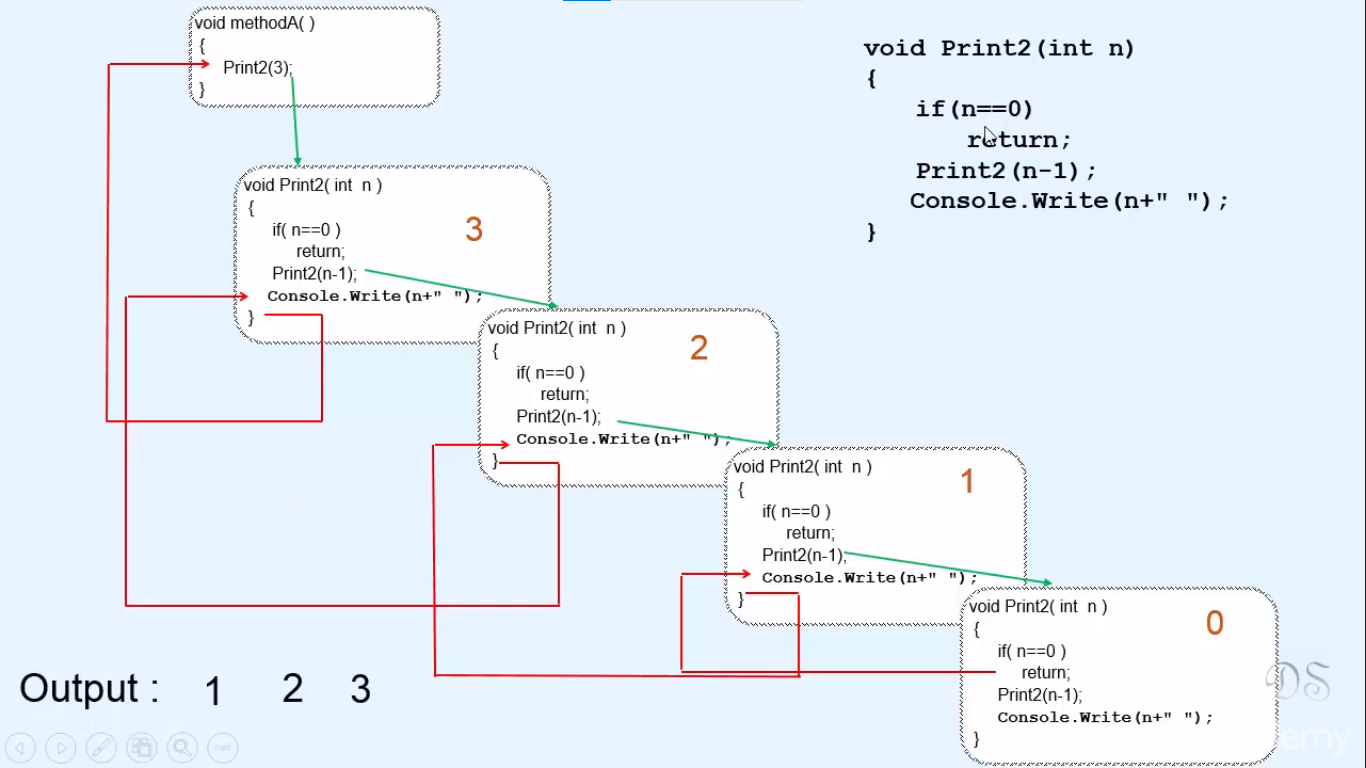 void methodA( )
{
Print2(3);
}
void Print2(int n)
{
if(n==0)
return;
Print2(n-1);
Console.Write(n+" ");
}
void Print2( int n )
{
3
if( n==0 )
return;
Print2(n-1);
Console.Write(n+" ");
}
void Print2( int n )
{
2
if( n==0 )
return;
Print2(n-1);
Console.Write(n+" ");
}
void Print2( int n )
{
1
if( n==0 )
return;
Print2(n-1);
Console.Write(n+" ");
}
void Print2( int n )
{
0
if( n==0 )
return;
Print2(n-1);
Console.Write(n+" ");
}
Output : 1 2 3
DS
emy